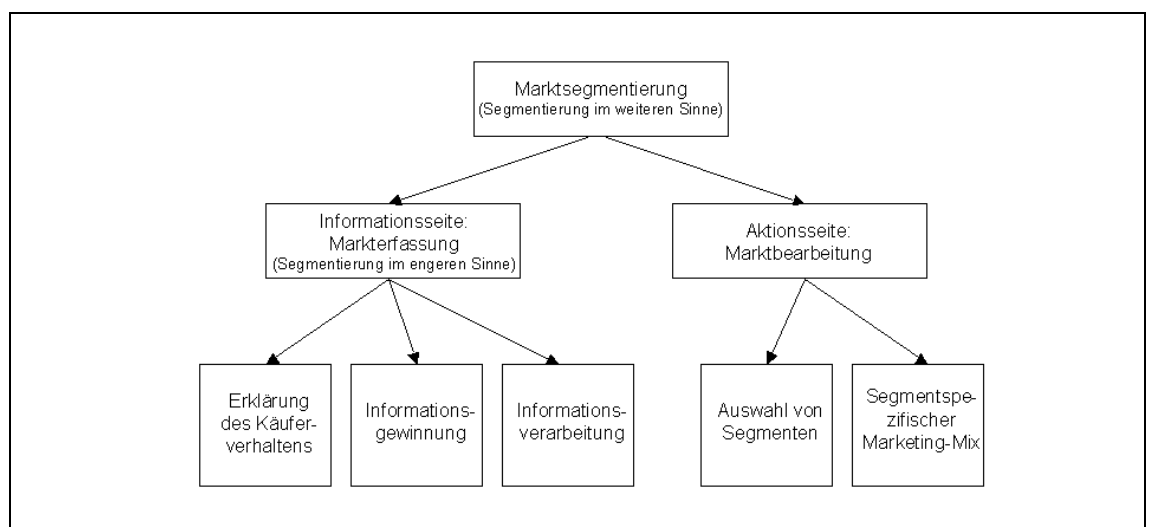 Marktsegmentierung
(Segmentierung im weiteren Sinne)
Informationsseite:
Markterfassung
(Segmentierung im engeren Sinne)
Aktionsseite:
Marktbearbeitung
Erklärung
des Käufer-
verhaltens
Informations-
gewinnung
Informations-
verarbeitung
Auswahl von
Segmenten
Segmentspe-
zifischer
Marketing-Mix